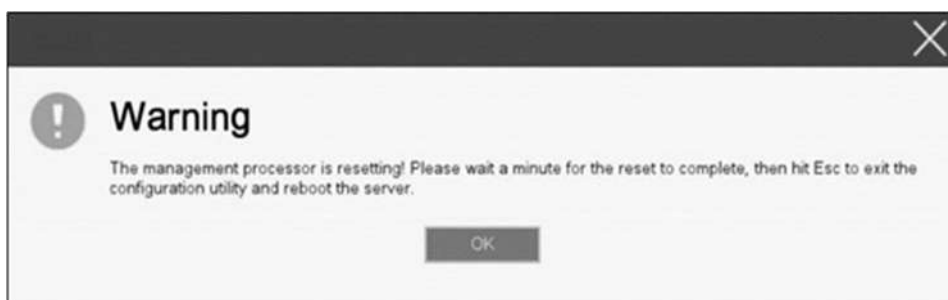 Warning
The management processor is resetting! Please wait a minute for the reset to complete, then hit Esc to exit the
configuration utility and reboot the server.
OK